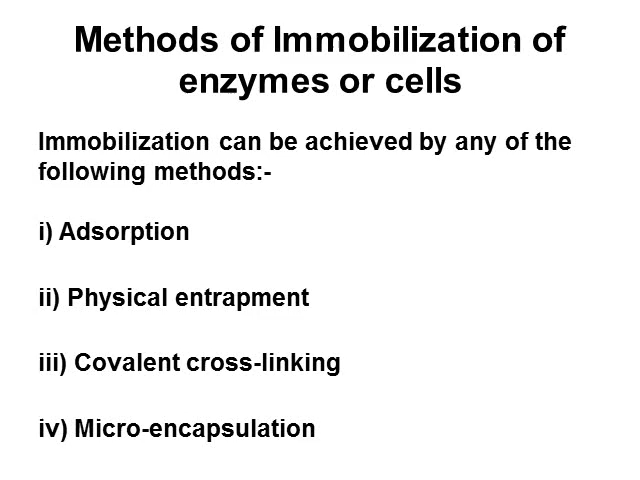 Methods of Immobilization of
enzymes or cells
Immobilization can be achieved by any of the
following methods:-
i) Adsorption
ii) Physical entrapment
iii) Covalent cross-linking
iv) Micro-encapsulation